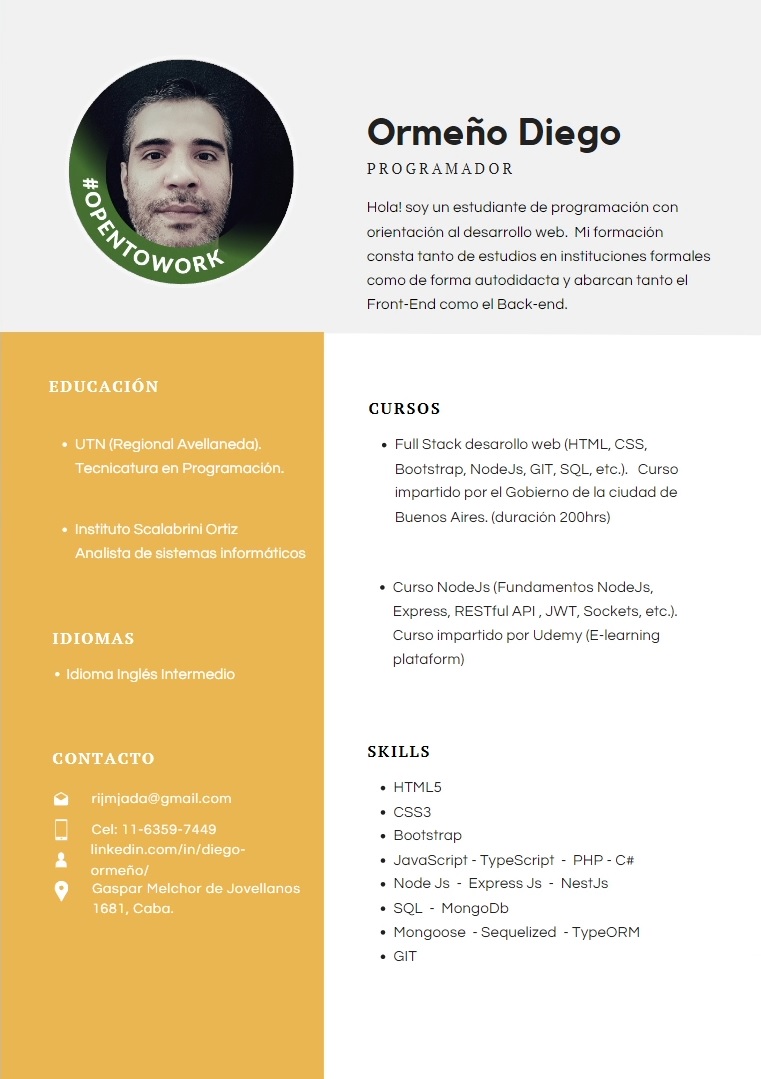 #OPENTOWORK
Ormeño Diego
PROGRAMADOR
Hola! soy un estudiante de programación con
orientación al desarrollo web. Mi formación
consta tanto de estudios en instituciones formales
como de forma autodidacta y abarcan tanto el
Front-End como el Back-end.
EDUCACIÓN
• UTN (Regional Avellaneda).
Tecnicatura en Programación.
• Instituto Scalabrini Ortiz
Analista de sistemas informáticos
IDIOMAS
• Idioma Inglés Intermedio
CONTACTO
rijmjada@gmail.com
Cel: 11-6359-7449
linkedin.com/in/diego-
ormeño/
Gaspar Melchor de Jovellanos
1681, Caba.
CURSOS
• Full Stack desarollo web (HTML, CSS,
Bootstrap, NodeJs, GIT, SQL, etc.). Curso
impartido por el Gobierno de la ciudad de
Buenos Aires. (duración 200hrs)
• Curso NodeJs (Fundamentos NodeJs,
Express, RESTful API , JWT, Sockets, etc.).
Curso impartido por Udemy (E-learning
plataform)
SKILLS
• HTML5
• CSS3
• Bootstrap
• JavaScript - TypeScript - PHP - C#
• Node Js - Express Js - NestJs
• SQL - MongoDb
• Mongoose - Sequelized - TypeORM
• GIT